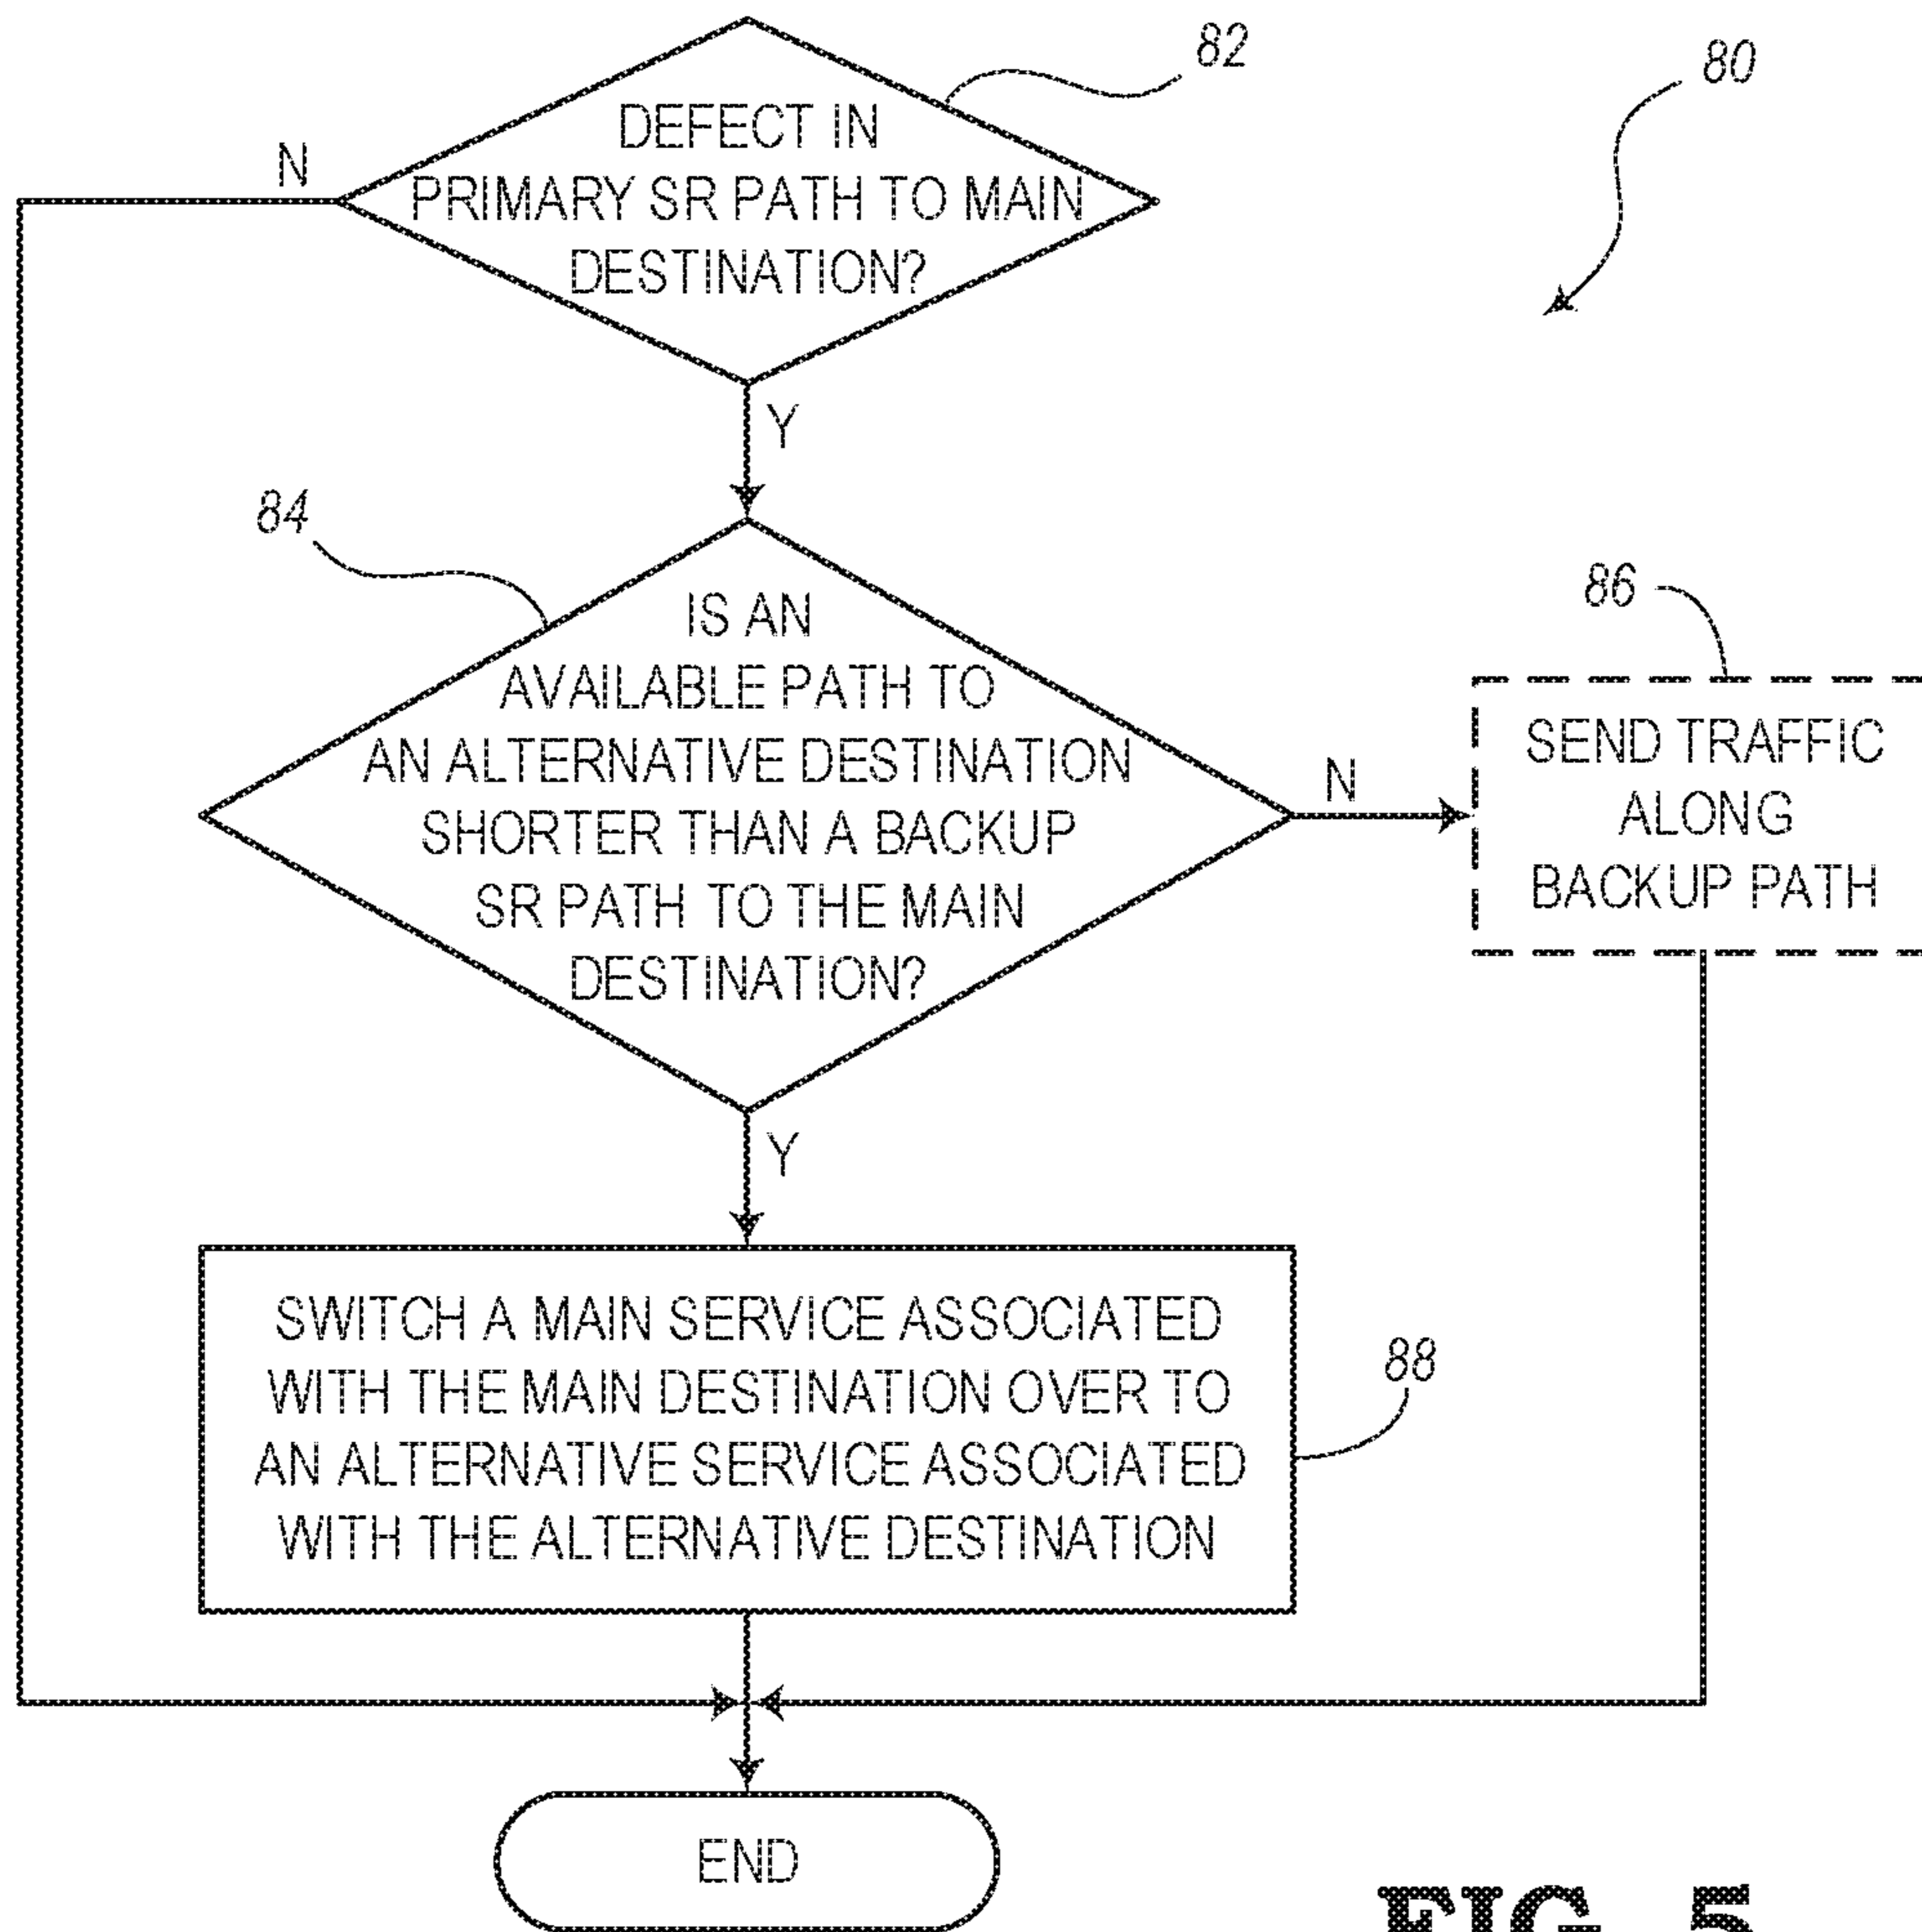 82
80
DEFECT IN
PRIMARY SR PATH TO MAIN
DESTINATION?
N
Y
84
IS AN
AVAILABLE PATH TO
AN ALTERNATIVE DESTINATION
SHORTER THAN A BACKUP
SR PATH TO THE MAIN
DESTINATION?
N
86
SEND TRAFFIC
ALONG
BACKUP PATH
Y
SWITCH A MAIN SERVICE ASSOCIATED
WITH THE MAIN DESTINATION OVER TO
AN ALTERNATIVE SERVICE ASSOCIATED
WITH THE ALTERNATIVE DESTINATION
88
END
FIG. 5